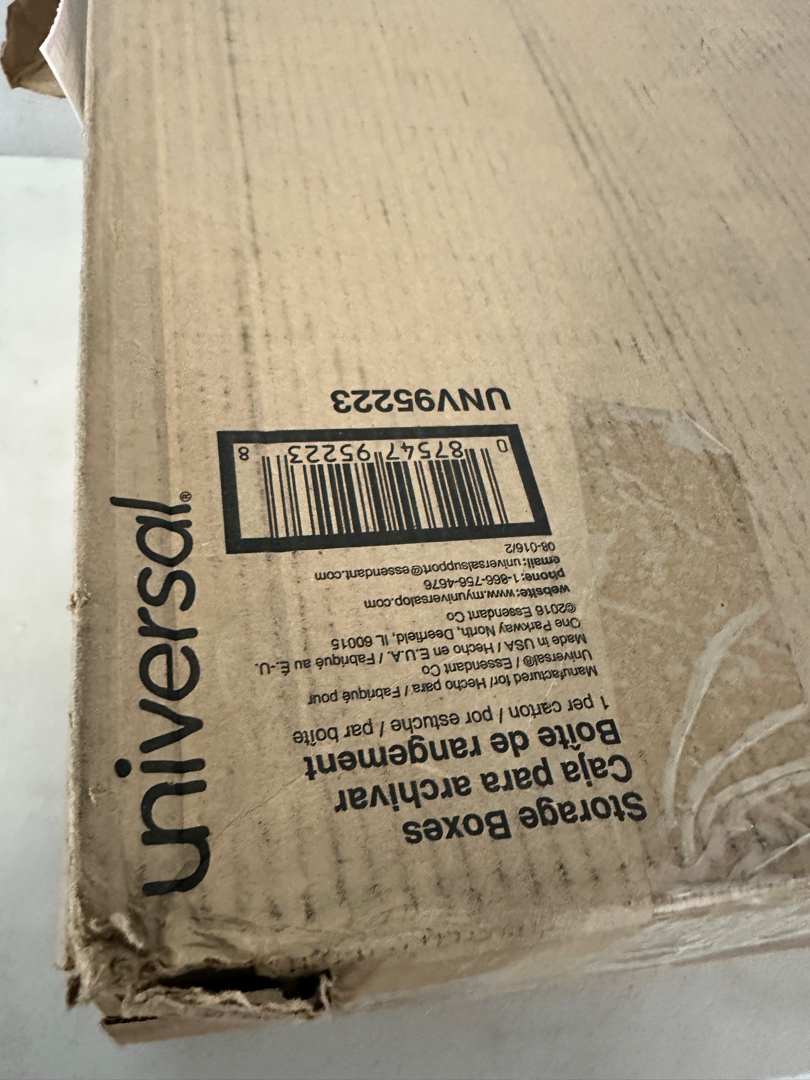 Storage Boxes
Caja para archivar
Boîte de rangement
1 per carton / por estuche / par boîte
Manufactured for/ Hecho para / Fabriqué pour
Universal® / Essendant Co
Made in USA / Hecho en E.U.A. / Fabriqué au É.-U.
One Parkway North, Deerfield, IL 60015
©2016 Essendant Co
website: www.myuniversalop.com
phone: 1-866-756-4676
email: universalsupport@essendant.com
08-016/2
0 87547 95223 8
UNV95223
universal®